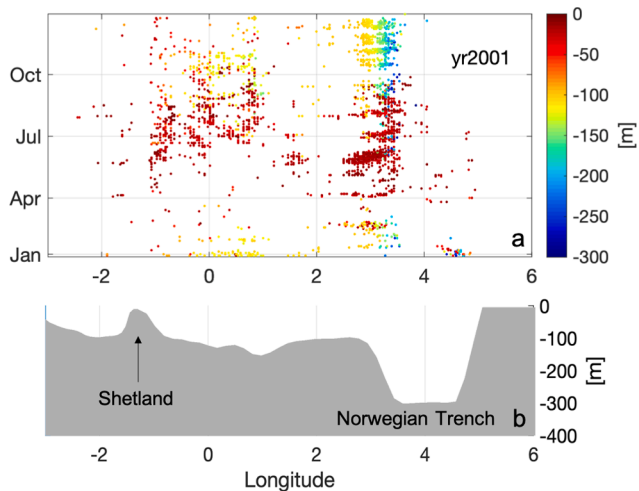 0
yr2001
Oct
-50
-100
Jul
-150
[m]
Apr
-200
-250
a
Jan
-300
-2
0
2
4
6
0
-100
[m]
Shetland
-200
-300
Norwegian Trench
b
-400
-2
0
2
4
6
Longitude